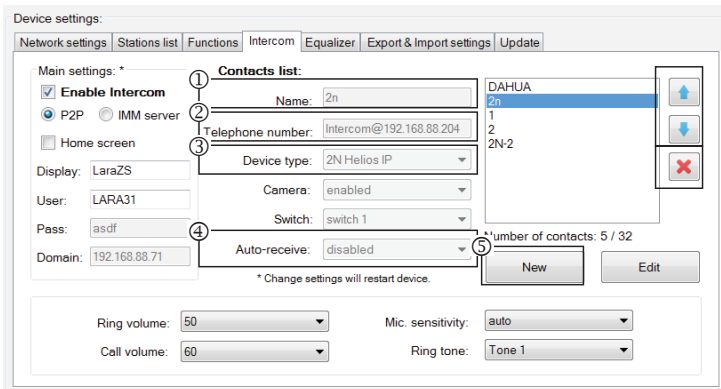 Device settings:
Network settings Stations list Functions Intercom Equalizer Export & Import settings Update
Main settings: *
Contacts list:
Enable Intercom
P2P IMM server
Home screen
Display: LaraZS
User: LARA31
Pass: asdf
Domain: 192.168.88.71
① Name: 2n
② Telephone number: Intercom@192.168.88.204
③ Device type: 2N Helios IP
Camera: enabled
Switch: switch 1
④ Auto-receive: disabled
* Change settings will restart device.
DAHUA
2n
1
2
2N-2
Number of contacts: 5 / 32
⑤ New Edit
Ring volume: 50 Mic. sensitivity: auto
Call volume: 60 Ring tone: Tone 1